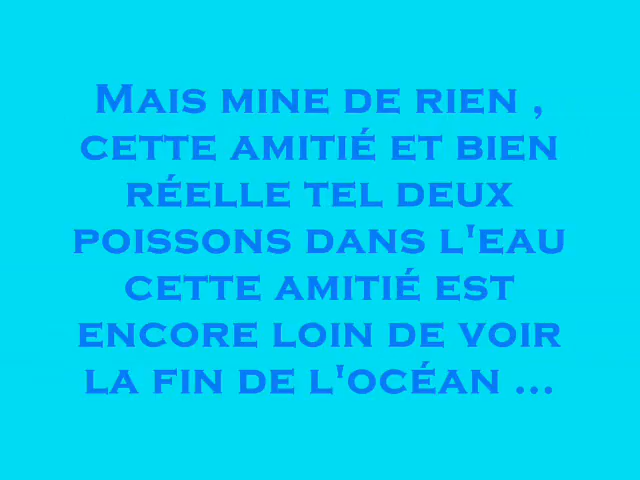 Mais mine de rien ,
cette amitié et bien
réelle tel deux
poissons dans l'eau
cette amitié est
encore loin de voir
la fin de l'océan ...